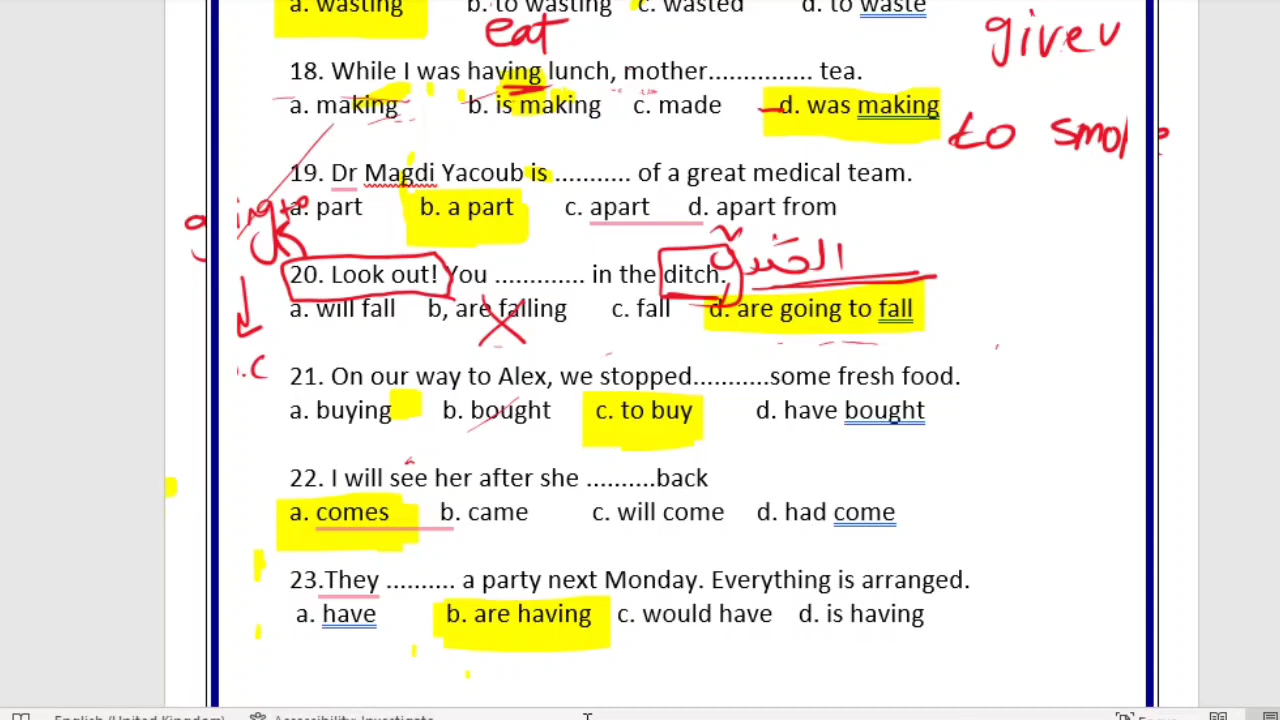 a. wasting b. to wasting c. wasted d. to waste
eat
18. While I was having lunch, mother............... tea.
a. making b. is making c. made d. was making
to smoke
19. Dr Magdi Yacoub is ........... of a great medical team.
a. part b. a part c. apart d. apart from
20. Look out! You ............. in the ditch.
a. will fall b, are falling c. fall d. are going to fall
21. On our way to Alex, we stopped...........some fresh food.
a. buying b. bought c. to buy d. have bought
22. I will see her after she ..........back
a. comes b. came c. will come d. had come
23.They .......... a party next Monday. Everything is arranged.
a. have b. are having c. would have d. is having